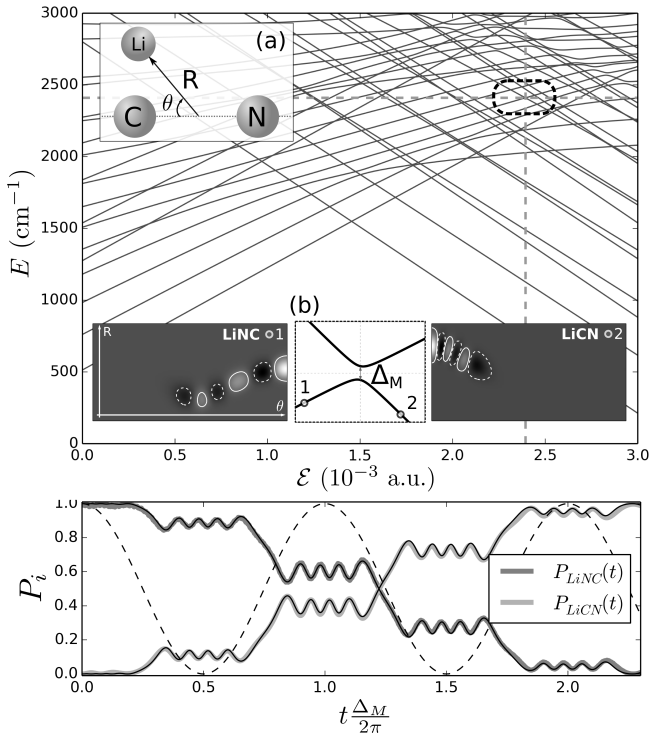 3000
2500
2000
1500
1000
500
0
E (cm⁻¹)
(a)
Li
R
θ
C
N
(b)
R
LiNC 1
θ
1
Δ_M
2
LiCN 2
0.0
0.5
1.0
1.5
2.0
2.5
3.0
ℰ (10⁻³ a.u.)
1.0
0.8
0.6
0.4
0.2
0.0
P_i
P_LiNC(t)
P_LiCN(t)
0.0
0.5
1.0
1.5
2.0
t Δ_M/2π